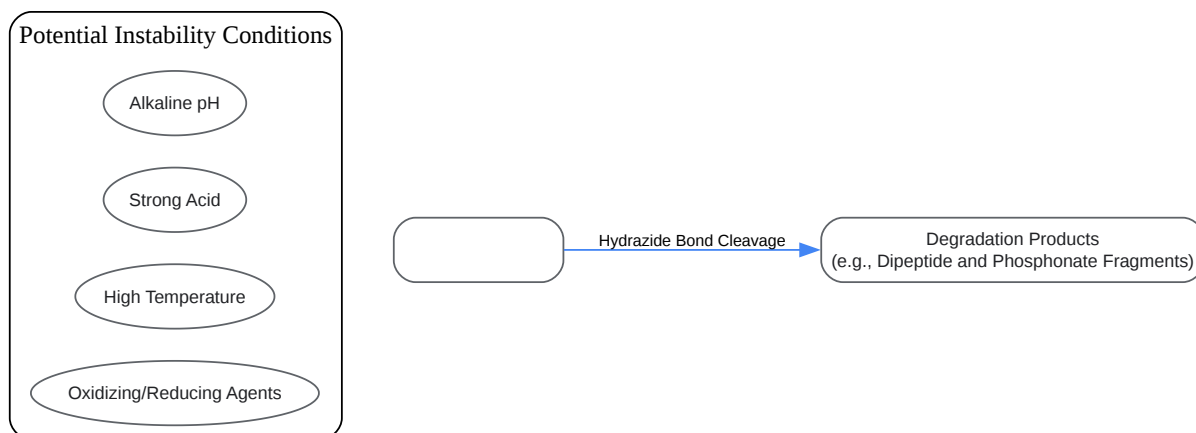 Potential Instability Conditions
Alkaline pH
Strong Acid
High Temperature
Oxidizing/Reducing Agents
Hydrazide Bond Cleavage
Degradation Products
(e.g., Dipeptide and Phosphonate Fragments)